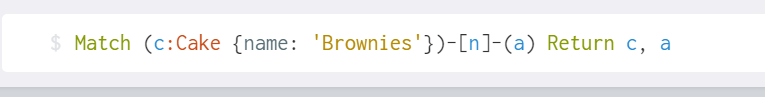 $ Match (c:Cake {name: 'Brownies'})-[n]-(a) Return c, a